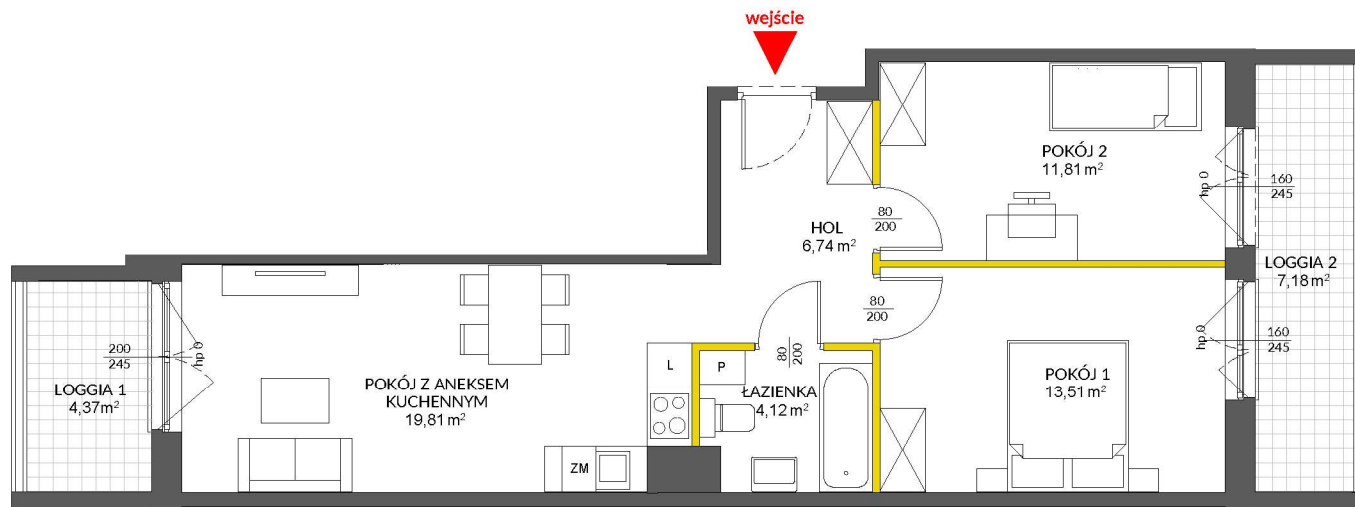 wejście
POKÓJ 2
11,81 m²
160
245
hp 0
80
200
HOL
6,74 m²
LOGGIA 2
7,18 m²
80
200
160
245
hp 0
200
245
hp 0
LOGGIA 1
4,37m²
POKÓJ Z ANEKSEM
KUCHENNYM
19,81 m²
L
P
80
200
ŁAZIENKA
4,12 m²
POKÓJ 1
13,51 m²
ZM